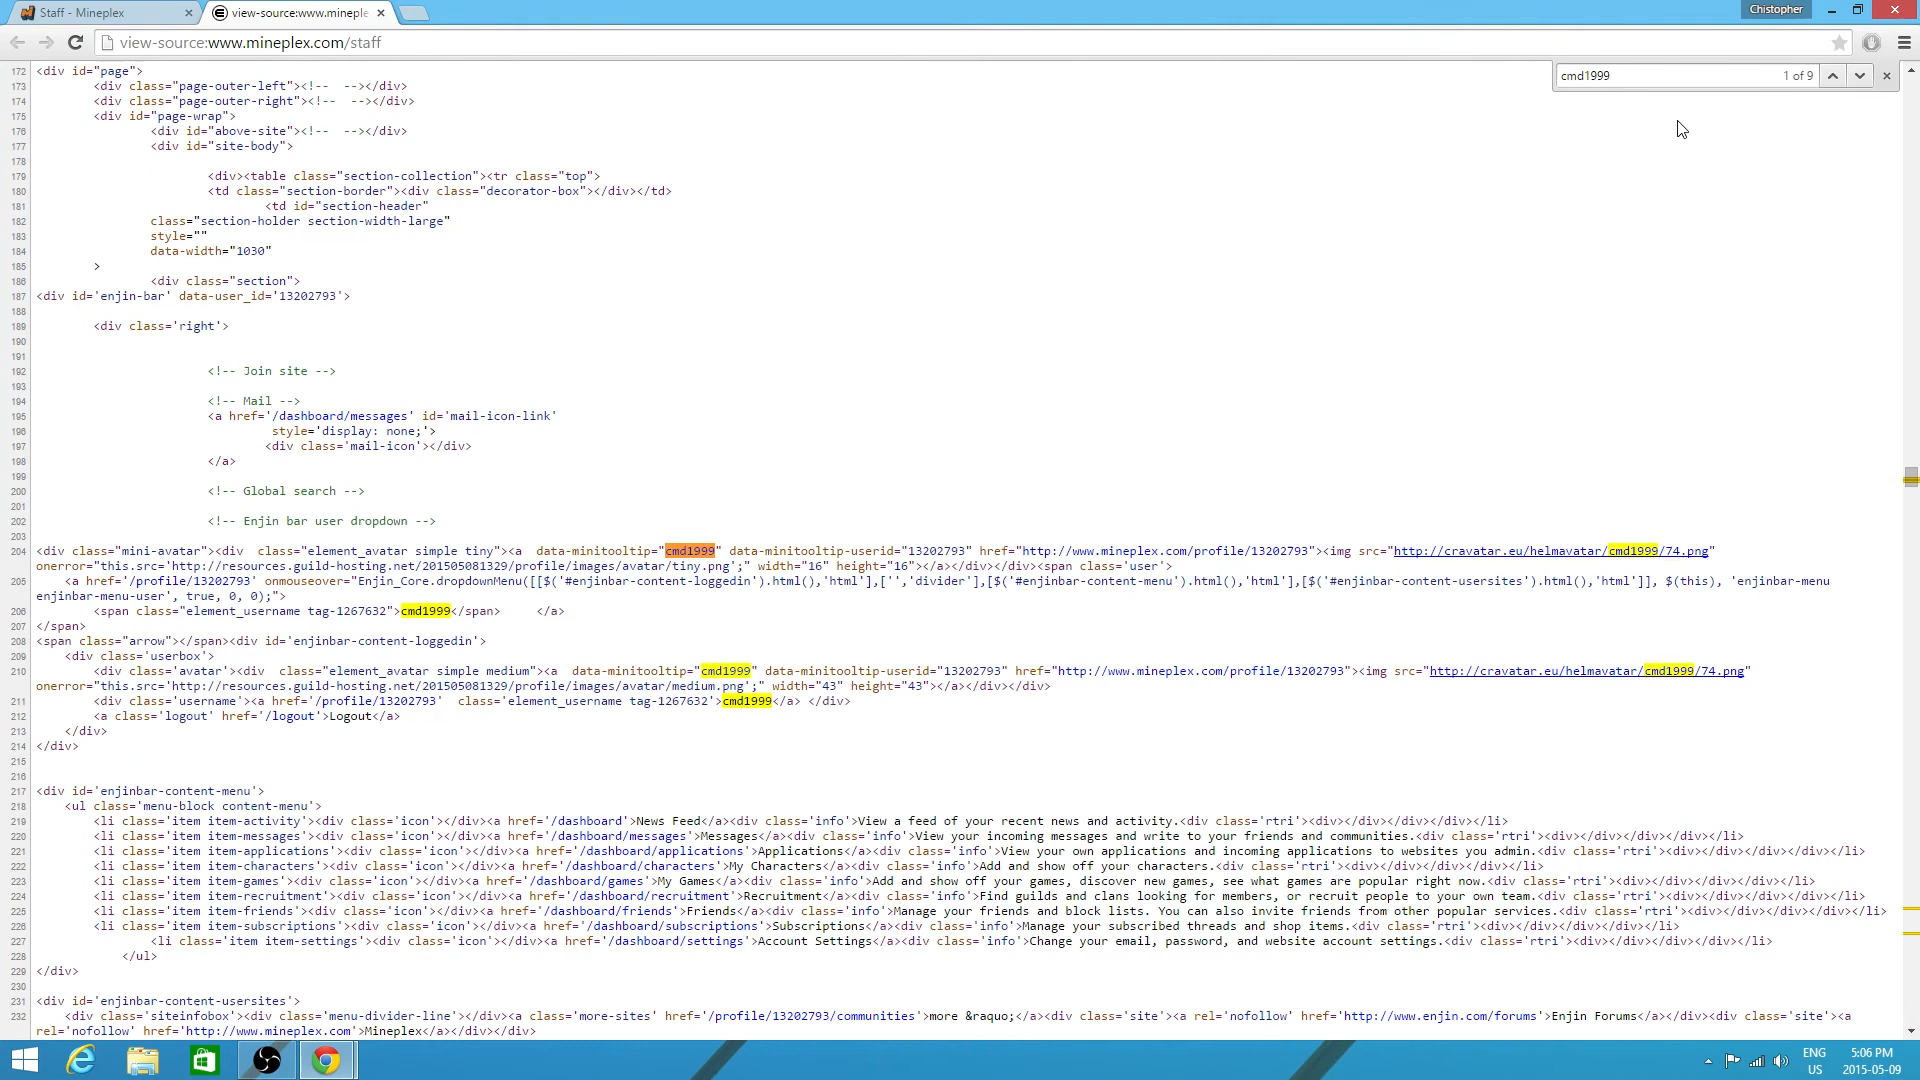 Staff - Mineplex
view-source:www.mineple
Chistopher
view-source:www.mineplex.com/staff
cmd1999 1 of 9
172 <div id="page">
173 <div class="page-outer-left"><!-- --></div>
174 <div class="page-outer-right"><!-- --></div>
175 <div id="page-wrap">
176 <div id="above-site"><!-- --></div>
177 <div id="site-body">
178
179 <div><table class="section-collection"><tr class="top">
180 <td class="section-border"><div class="decorator-box"></div></td>
181 <td id="section-header"
182 class="section-holder section-width-large"
183 style=""
184 data-width="1030"
185 >
186 <div class="section">
187 <div id='enjin-bar' data-user_id='13202793'>
188
189 <div class='right'>
190
191
192 <!-- Join site -->
193
194 <!-- Mail -->
195 <a href='/dashboard/messages' id='mail-icon-link'
196 style='display: none;'>
197 <div class='mail-icon'></div>
198 </a>
199
200 <!-- Global search -->
201
202 <!-- Enjin bar user dropdown -->
203
204 <div class="mini-avatar"><div class="element_avatar simple tiny"><a data-minitooltip="cmd1999" data-minitooltip-userid="13202793" href="http://www.mineplex.com/profile/13202793"><img src="http://cravatar.eu/helmavatar/cmd1999/74.png"
onerror="this.src='http://resources.guild-hosting.net/201505081329/profile/images/avatar/tiny.png';" width="16" height="16"></a></div></div><span class='user'>
205 <a href='/profile/13202793' onmouseover="Enjin_Core.dropdownMenu([[$('#enjinbar-content-loggedin').html(),'html'],['','divider'],[$('#enjinbar-content-menu').html(),'html'],[$('#enjinbar-content-usersites').html(),'html']], $(this), 'enjinbar-menu
enjinbar-menu-user', true, 0, 0);">
206 <span class="element_username tag-1267632">cmd1999</span> </a>
207 </span>
208 <span class="arrow"></span><div id='enjinbar-content-loggedin'>
209 <div class='userbox'>
210 <div class='avatar'><div class="element_avatar simple medium"><a data-minitooltip="cmd1999" data-minitooltip-userid="13202793" href="http://www.mineplex.com/profile/13202793"><img src="http://cravatar.eu/helmavatar/cmd1999/74.png"
onerror="this.src='http://resources.guild-hosting.net/201505081329/profile/images/avatar/medium.png';" width="43" height="43"></a></div></div>
211 <div class='username'><a href='/profile/13202793' class='element_username tag-1267632'>cmd1999</a> </div>
212 <a class='logout' href='/logout'>Logout</a>
213 </div>
214 </div>
215
216
217 <div id='enjinbar-content-menu'>
218 <ul class='menu-block content-menu'>
219 <li class='item item-activity'><div class='icon'></div><a href='/dashboard'>News Feed</a><div class='info'>View a feed of your recent news and activity.<div class='rtri'><div></div></div></div></li>
220 <li class='item item-messages'><div class='icon'></div><a href='/dashboard/messages'>Messages</a><div class='info'>View your incoming messages and write to your friends and communities.<div class='rtri'><div></div></div></div></li>
221 <li class='item item-applications'><div class='icon'></div><a href='/dashboard/applications'>Applications</a><div class='info'>View your own applications and incoming applications to websites you admin.<div class='rtri'><div></div></div></div></li>
222 <li class='item item-characters'><div class='icon'></div><a href='/dashboard/characters'>My Characters</a><div class='info'>Add and show off your characters.<div class='rtri'><div></div></div></div></li>
223 <li class='item item-games'><div class='icon'></div><a href='/dashboard/games'>My Games</a><div class='info'>Add and show off your games, discover new games, see what games are popular right now.<div class='rtri'><div></div></div></div></li>
224 <li class='item item-recruitment'><div class='icon'></div><a href='/dashboard/recruitment'>Recruitment</a><div class='info'>Find guilds and clans looking for members, or recruit people to your own team.<div class='rtri'><div></div></div></div></li>
225 <li class='item item-friends'><div class='icon'></div><a href='/dashboard/friends'>Friends</a><div class='info'>Manage your friends and block lists. You can also invite friends from other popular services.<div class='rtri'><div></div></div></div></li>
226 <li class='item item-subscriptions'><div class='icon'></div><a href='/dashboard/subscriptions'>Subscriptions</a><div class='info'>Manage your subscribed threads and shop items.<div class='rtri'><div></div></div></div></li>
227 <li class='item item-settings'><div class='icon'></div><a href='/dashboard/settings'>Account Settings</a><div class='info'>Change your email, password, and website account settings.<div class='rtri'><div></div></div></div></li>
228 </ul>
229 </div>
230
231 <div id='enjinbar-content-usersites'>
232 <div class='siteinfobox'><div class='menu-divider-line'></div><a class='more-sites' href='/profile/13202793/communities'>more &raquo;</a><div class='site'><a rel='nofollow' href='http://www.enjin.com/forums'>Enjin Forums</a></div><div class='site'><a
rel='nofollow' href='http://www.mineplex.com'>Mineplex</a></div></div>
ENG 5:06 PM
US 2015-05-09